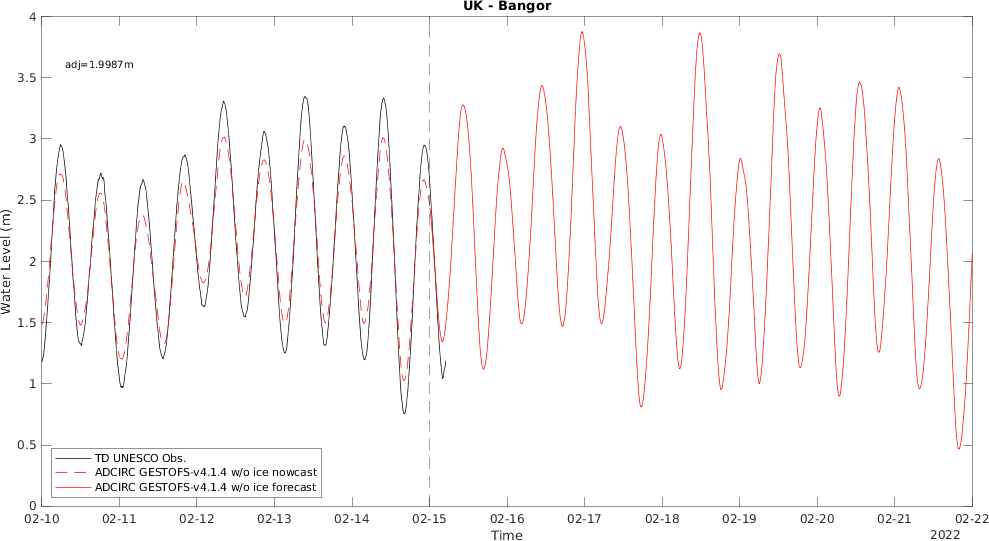 UK - Bangor
4
adj=1.9987m
3.5
3
2.5
2
1.5
1
0.5
0
Water Level (m)
TD UNESCO Obs.
ADCIRC GESTOFS-v4.1.4 w/o ice nowcast
ADCIRC GESTOFS-v4.1.4 w/o ice forecast
02-10 02-11 02-12 02-13 02-14 02-15 02-16 02-17 02-18 02-19 02-20 02-21 02-22
Time
2022